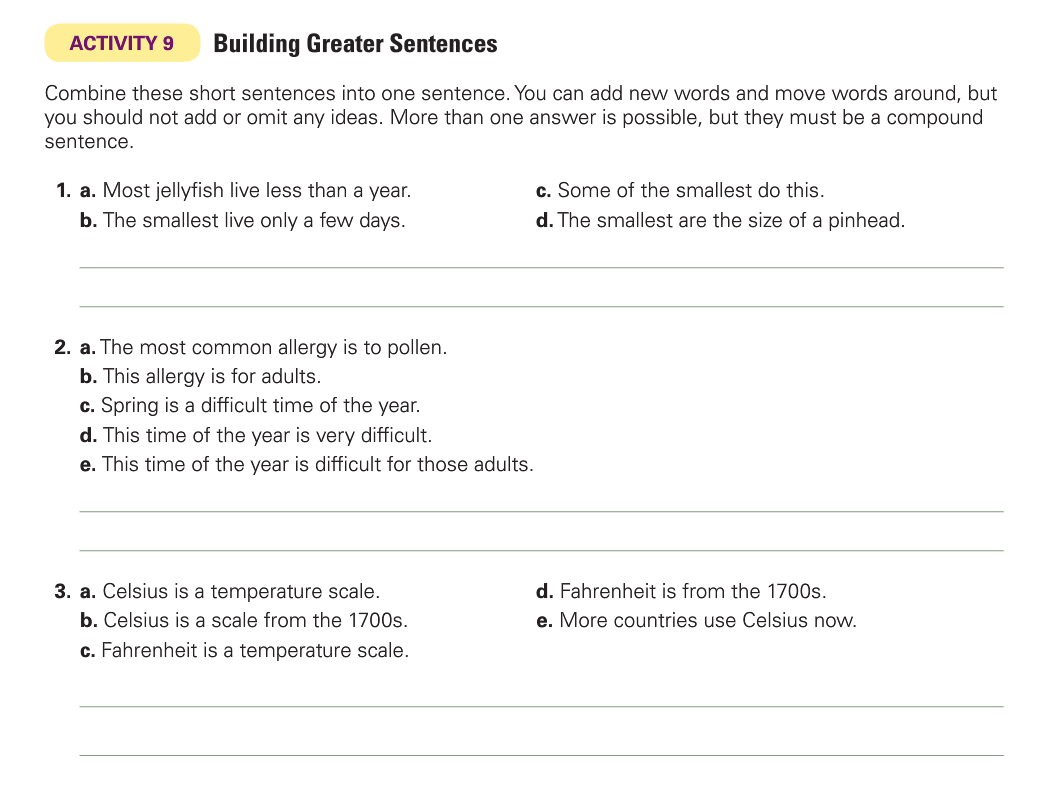 ACTIVITY 9 Building Greater Sentences
Combine these short sentences into one sentence. You can add new words and move words around, but
you should not add or omit any ideas. More than one answer is possible, but they must be a compound
sentence.
1. a. Most jellyfish live less than a year.
b. The smallest live only a few days.
c. Some of the smallest do this.
d. The smallest are the size of a pinhead.
2. a. The most common allergy is to pollen.
b. This allergy is for adults.
c. Spring is a difficult time of the year.
d. This time of the year is very difficult.
e. This time of the year is difficult for those adults.
3. a. Celsius is a temperature scale.
b. Celsius is a scale from the 1700s.
c. Fahrenheit is a temperature scale.
d. Fahrenheit is from the 1700s.
e. More countries use Celsius now.